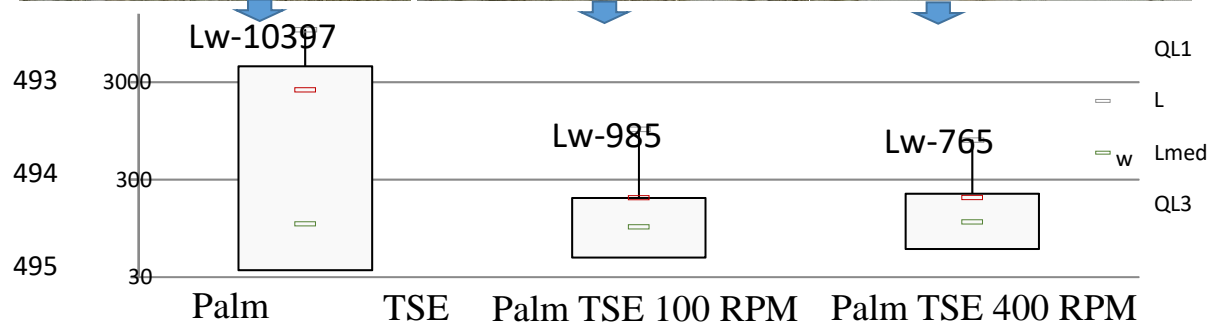 Lw-10397
QL1
493 3000
L
Lw-985 Lw-765
w Lmed
494 300
QL3
495 30
Palm TSE Palm TSE 100 RPM Palm TSE 400 RPM